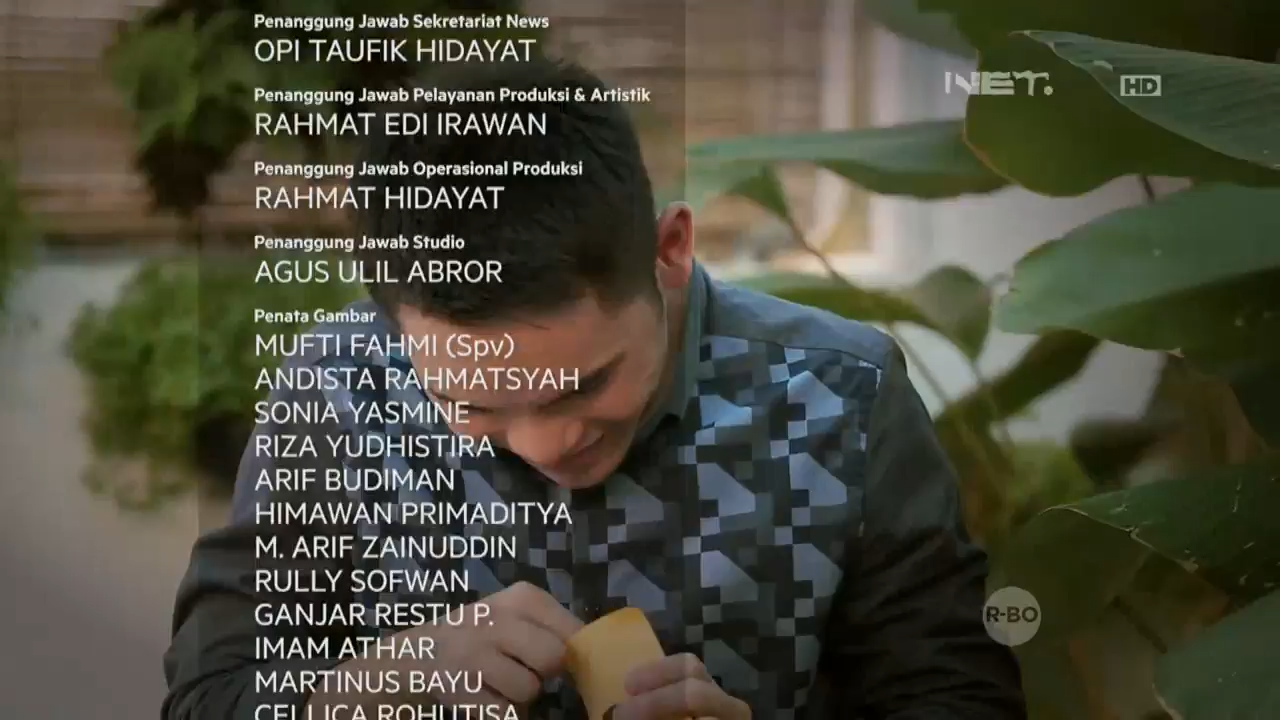 Penanggung Jawab Sekretariat News
OPI TAUFIK HIDAYAT
Penanggung Jawab Pelayanan Produksi & Artistik
RAHMAT EDI IRAWAN
Penanggung Jawab Operasional Produksi
RAHMAT HIDAYAT
Penanggung Jawab Studio
AGUS ULIL ABROR
Penata Gambar
MUFTI FAHMI (Spv)
ANDISTA RAHMATSYAH
SONIA YASMINE
RIZA YUDHISTIRA
ARIF BUDIMAN
HIMAWAN PRIMADITYA
M. ARIF ZAINUDDIN
RULLY SOFWAN
GANJAR RESTU P.
IMAM ATHAR
MARTINUS BAYU
CELLICA ROHUTISA
NET.
HD
R-BO